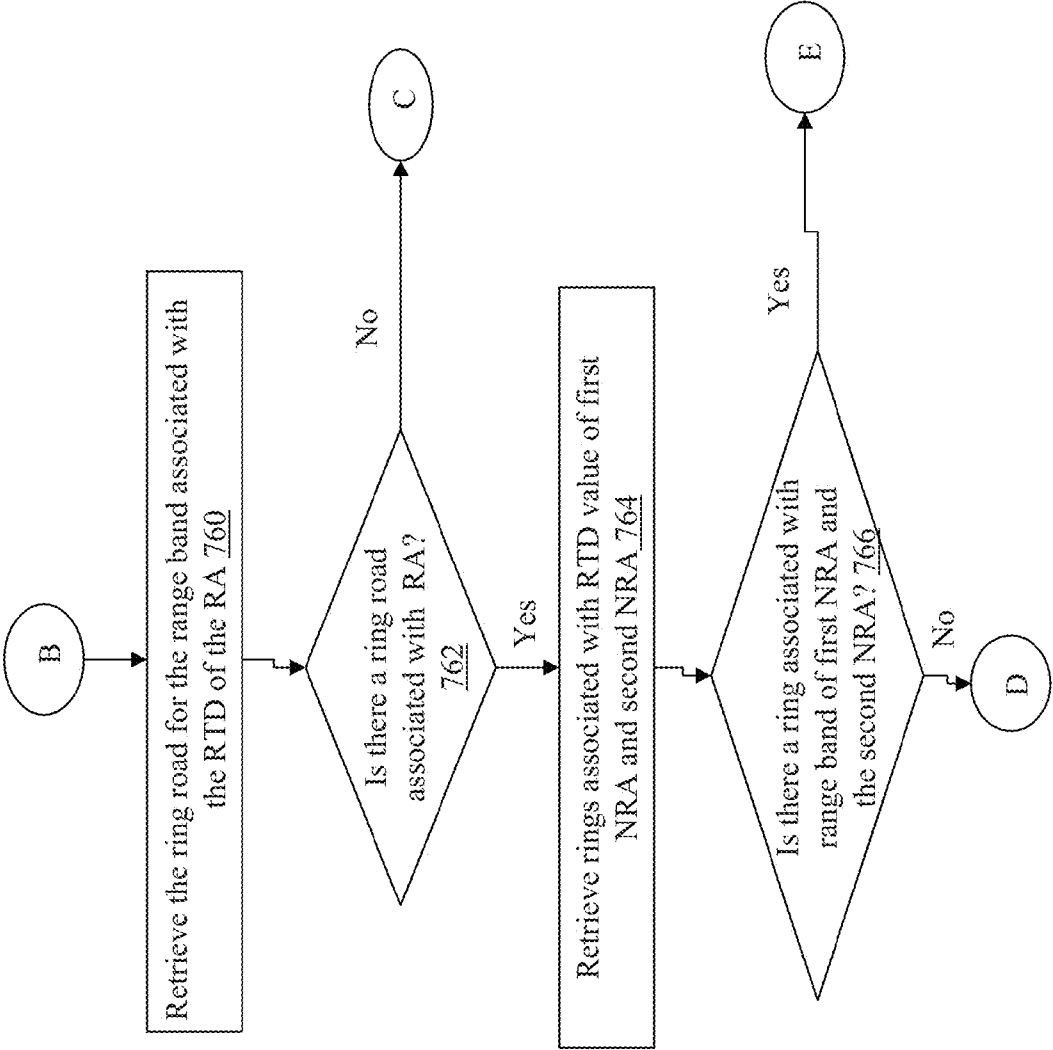 B
Retrieve the ring road for the range band associated with
the RTD of the RA 760
Is there a ring road
associated with RA?
762
No
C
Yes
Retrieve rings associated with RTD value of first
NRA and second NRA 764
Is there a ring associated with
range band of first NRA and
the second NRA? 766
Yes
E
No
D